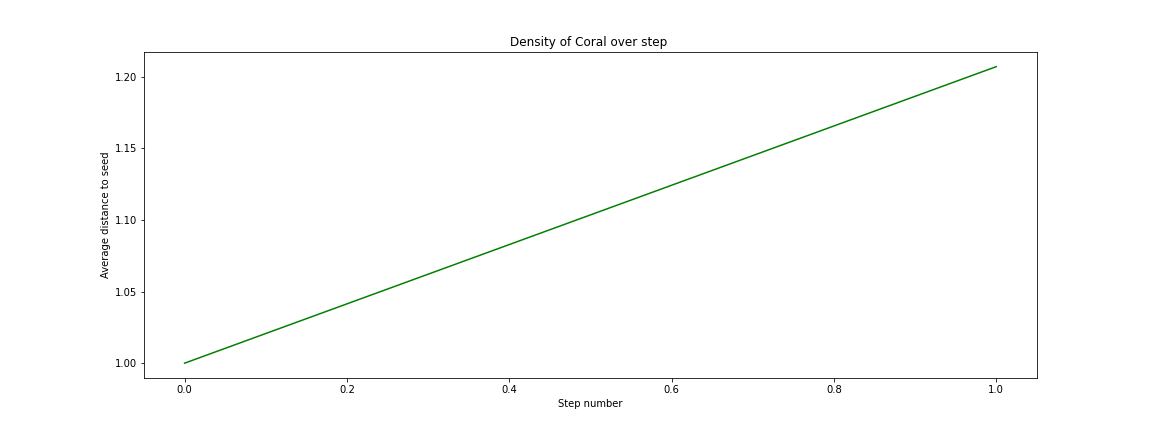 Density of Coral over step
Average distance to seed
1.20
1.15
1.10
1.05
1.00
0.0 0.2 0.4 0.6 0.8 1.0
Step number